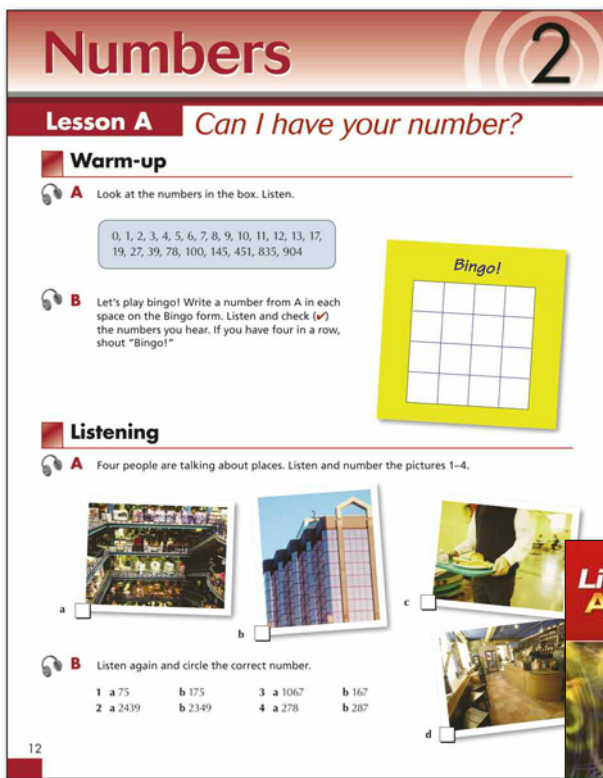 Numbers
2
Lesson A
Can I have your number?
Warm-up
A Look at the numbers in the box. Listen.
0, 1, 2, 3, 4, 5, 6, 7, 8, 9, 10, 11, 12, 13, 17,
19, 27, 39, 78, 100, 145, 451, 835, 904
Bingo!
B Let's play bingo! Write a number from A in each
space on the Bingo form. Listen and check (✔)
the numbers you hear. If you have four in a row,
shout "Bingo!"
Listening
A Four people are talking about places. Listen and number the pictures 1–4.
a
b
c
d
B Listen again and circle the correct number.
1 a 75 b 175 3 a 1067 b 167
2 a 2439 b 2349 4 a 278 b 287
12